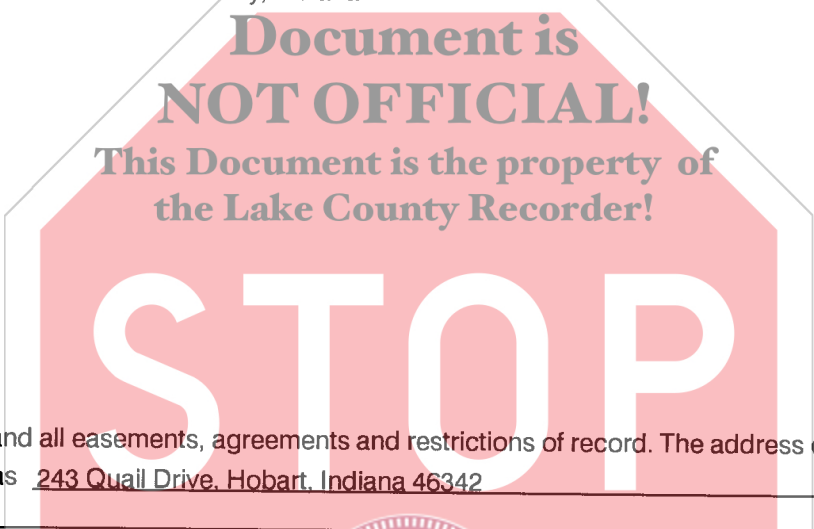 Document is
NOT OFFICIAL!
This Document is the property of
the Lake County Recorder!
STOP
and all easements, agreements and restrictions of record. The address
as 243 Quail Drive, Hobart, Indiana 46342